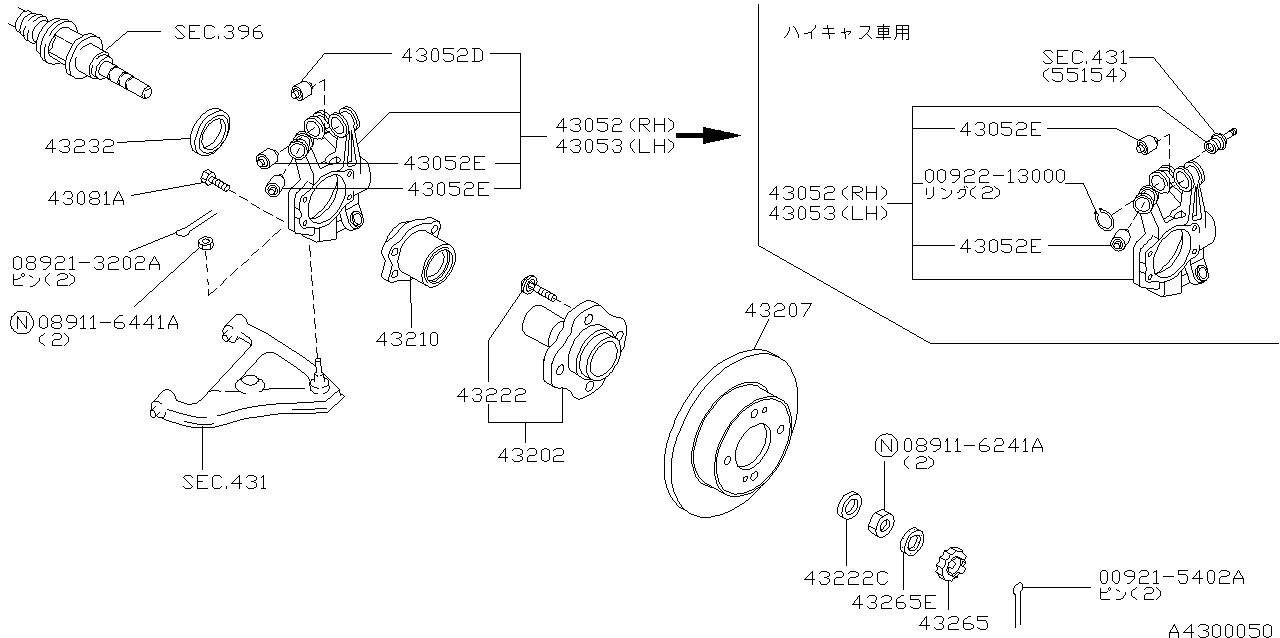 SEC.396
43052D
43232
43052 (RH)
43053 (LH)
43052E
43052E
43081A
08921-3202A
ピン(2)
N 08911-6441A
(2)
43210
43222
43202
SEC.431
43207
N 08911-6241A
(2)
43222C
43265E
43265
00921-5402A
ピン(2)
ハイキャス車用
SEC.431
(55154)
43052E
00922-13000
リング(2)
43052 (RH)
43053 (LH)
43052E
A4300050